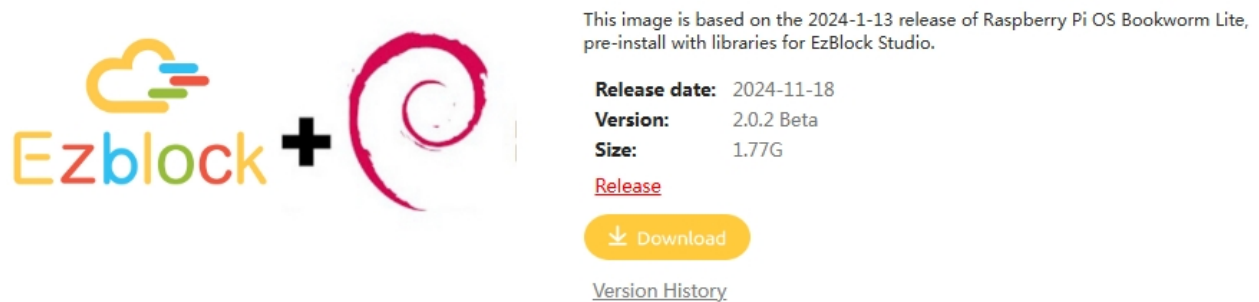 Ezblock +
This image is based on the 2024-1-13 release of Raspberry Pi OS Bookworm Lite,
pre-install with libraries for EzBlock Studio.
Release date: 2024-11-18
Version: 2.0.2 Beta
Size: 1.77G
Release
Download
Version History